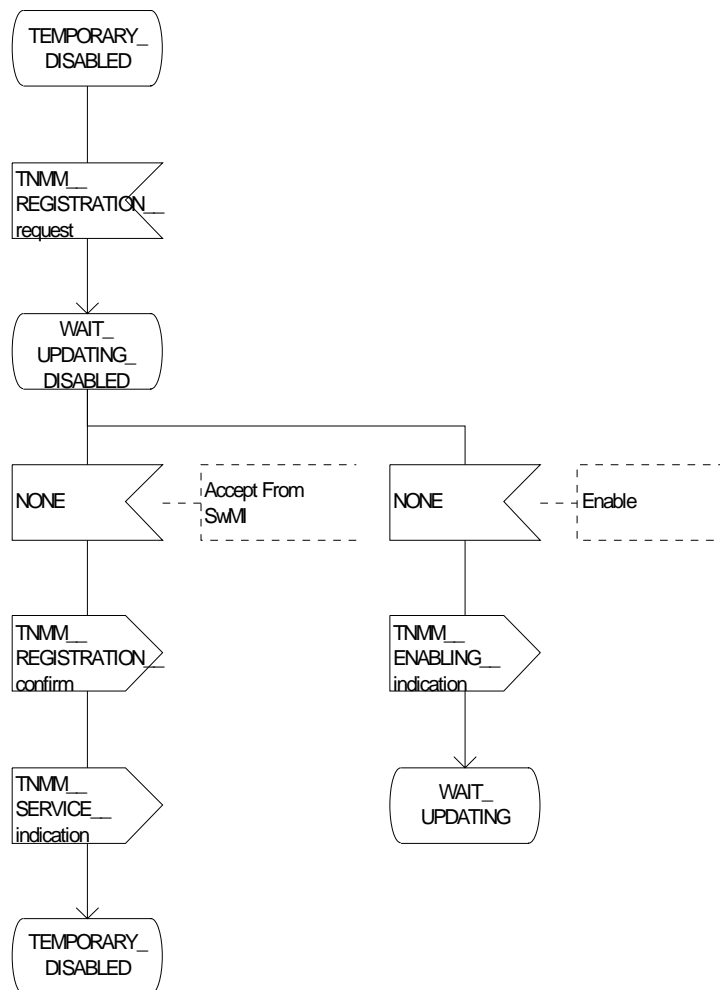 TEMPORARY_
DISABLED
TNMM__
REGISTRATION__
request
WAIT_
UPDATING_
DISABLED
NONE
Accept From
SwMI
NONE
Enable
TNMM__
REGISTRATION__
confirm
TNMM__
ENABLING__
indication
TNMM__
SERVICE__
indication
WAIT_
UPDATING
TEMPORARY_
DISABLED